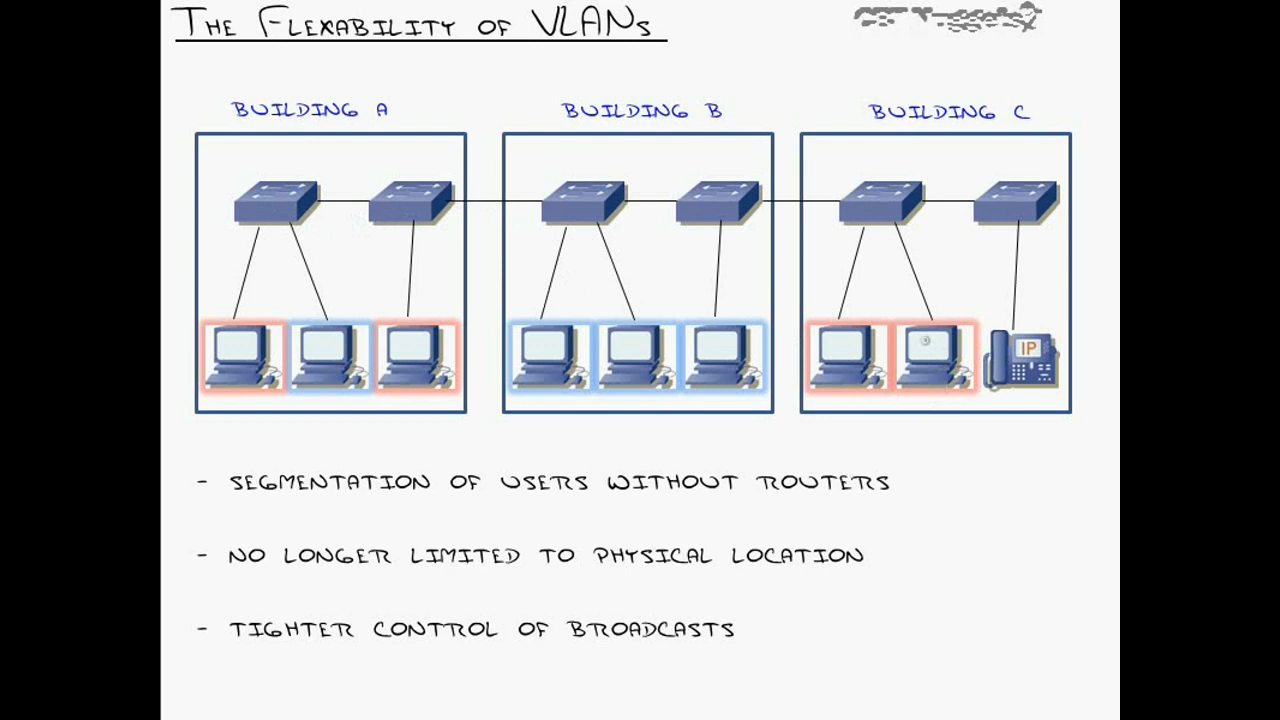 The Flexability of VLANs
Building A
Building B
Building C
IP
- Segmentation of users without routers
- No longer limited to physical location
- Tighter control of broadcasts